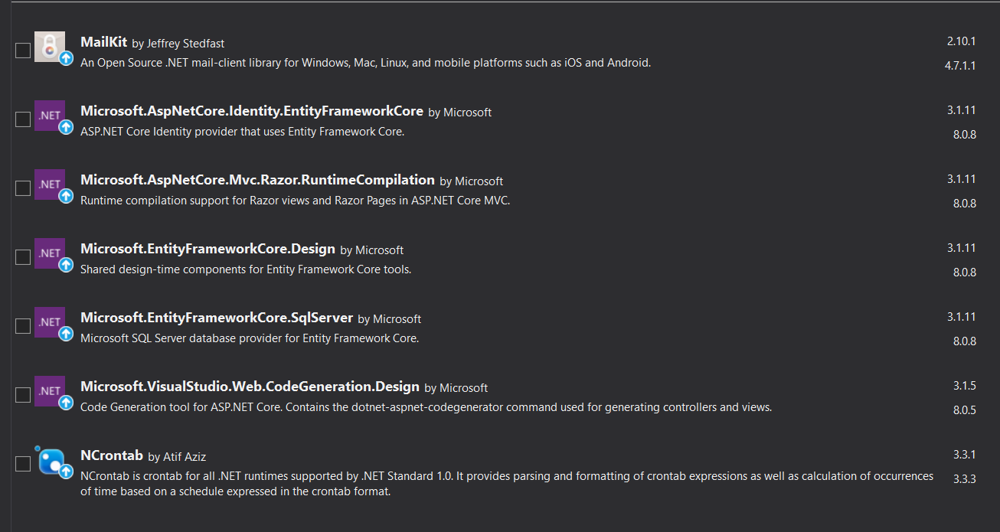 MailKit by Jeffrey Stedfast 2.10.1
An Open Source .NET mail-client library for Windows, Mac, Linux, and mobile platforms such as iOS and Android. 4.7.1.1
.NET Microsoft.AspNetCore.Identity.EntityFrameworkCore by Microsoft 3.1.11
ASP.NET Core Identity provider that uses Entity Framework Core. 8.0.8
.NET Microsoft.AspNetCore.Mvc.Razor.RuntimeCompilation by Microsoft 3.1.11
Runtime compilation support for Razor views and Razor Pages in ASP.NET Core MVC. 8.0.8
.NET Microsoft.EntityFrameworkCore.Design by Microsoft 3.1.11
Shared design-time components for Entity Framework Core tools. 8.0.8
.NET Microsoft.EntityFrameworkCore.SqlServer by Microsoft 3.1.11
Microsoft SQL Server database provider for Entity Framework Core. 8.0.8
.NET Microsoft.VisualStudio.Web.CodeGeneration.Design by Microsoft 3.1.5
Code Generation tool for ASP.NET Core. Contains the dotnet-aspnet-codegenerator command used for generating controllers and views. 8.0.5
NCrontab by Atif Aziz 3.3.1
NCrontab is crontab for all .NET runtimes supported by .NET Standard 1.0. It provides parsing and formatting of crontab expressions as well as calculation of occurrences 3.3.3
of time based on a schedule expressed in the crontab format.